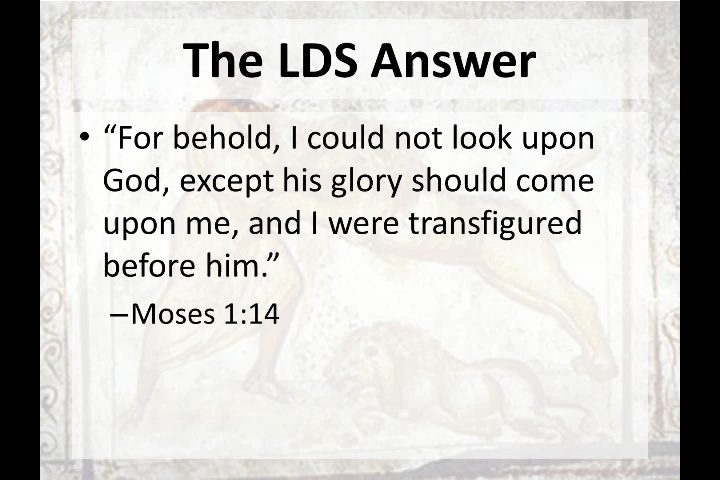 The LDS Answer
• “For behold, I could not look upon
God, except his glory should come
upon me, and I were transfigured
before him.”
–Moses 1:14